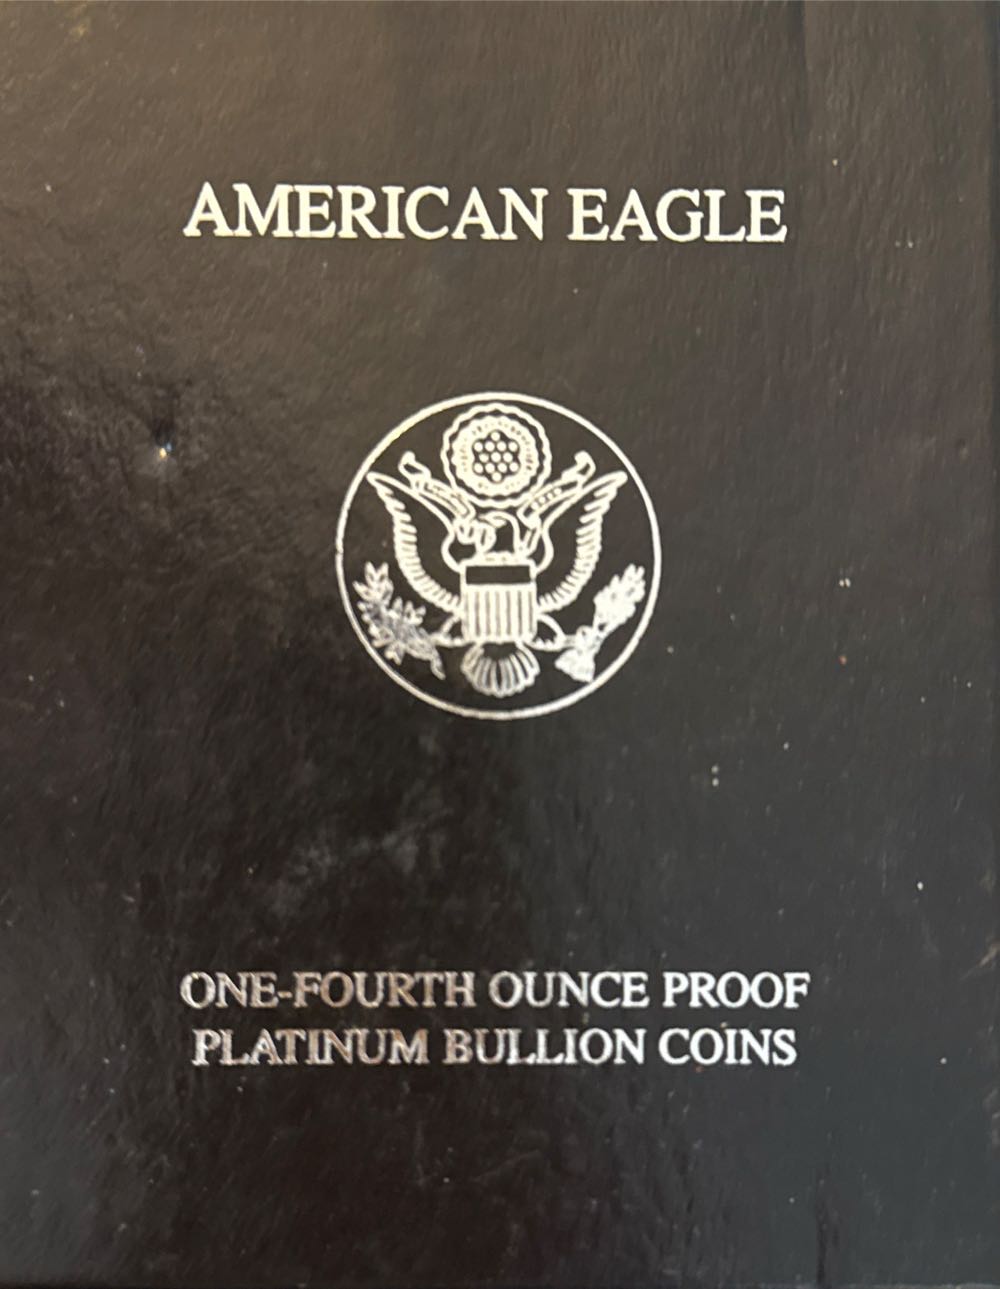 AMERICAN EAGLE
ONE-FOURTH OUNCE PROOF
PLATINUM BULLION COINS